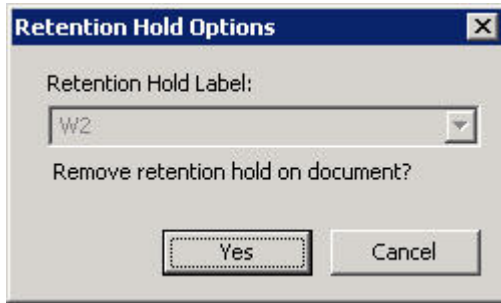 Retention Hold Options
Retention Hold Label:
W2
Remove retention hold on document?
Yes
Cancel